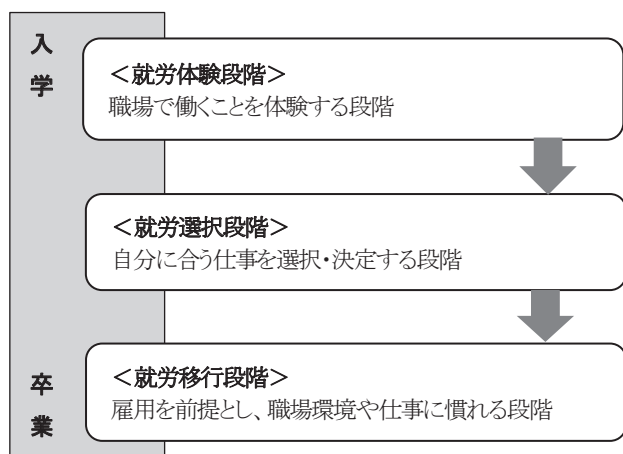 入学
＜就労体験段階＞
職場で働くことを体験する段階
＜就労選択段階＞
自分に合う仕事を選択・決定する段階
＜就労移行段階＞
雇用を前提とし、職場環境や仕事に慣れる段階
卒業